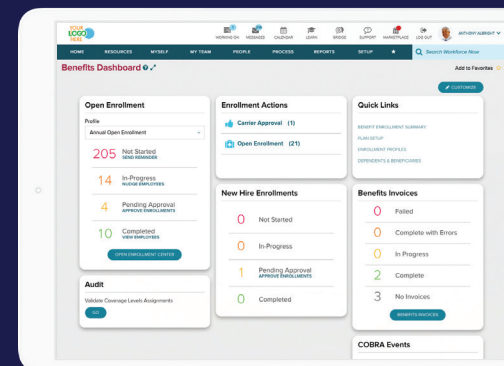 YOUR
LOGO
HERE
WORKING ON MESSAGES CALENDAR LEARN BRIDGE SUPPORT MARKETPLACE LOG OUT ANTHONY ALBRIGHT
HOME RESOURCES MYSELF MY TEAM PEOPLE PROCESS REPORTS SETUP Search Workforce Now
Benefits Dashboard
Add to Favorites
CUSTOMIZE
Open Enrollment
Profile
Annual Open Enrollment
205 Not Started
SEND REMINDER
14 In-Progress
NUDGE EMPLOYEES
4 Pending Approval
APPROVE ENROLLMENTS
10 Completed
VIEW EMPLOYEES
OPEN ENROLLMENT CENTER
Audit
Validate Coverage Levels Assignments
GO
Enrollment Actions
Carrier Approval (1)
Open Enrollment (21)
New Hire Enrollments
0 Not Started
0 In-Progress
1 Pending Approval
APPROVE ENROLLMENTS
0 Completed
Quick Links
BENEFIT ENROLLMENT SUMMARY
PLAN SETUP
ENROLLMENT PROFILES
DEPENDENTS & BENEFICIARIES
Benefits Invoices
0 Failed
0 Complete with Errors
0 In Progress
2 Complete
3 No Invoices
BENEFITS INVOICES
COBRA Events